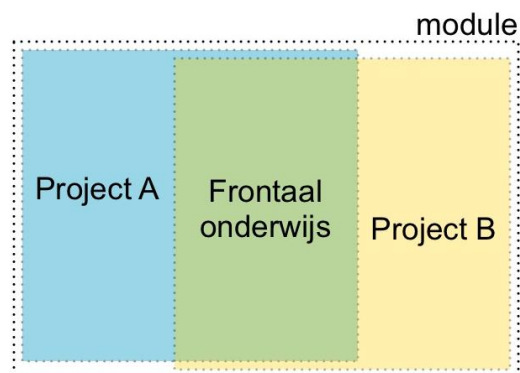 module
Project A
Frontaal
onderwijs
Project B